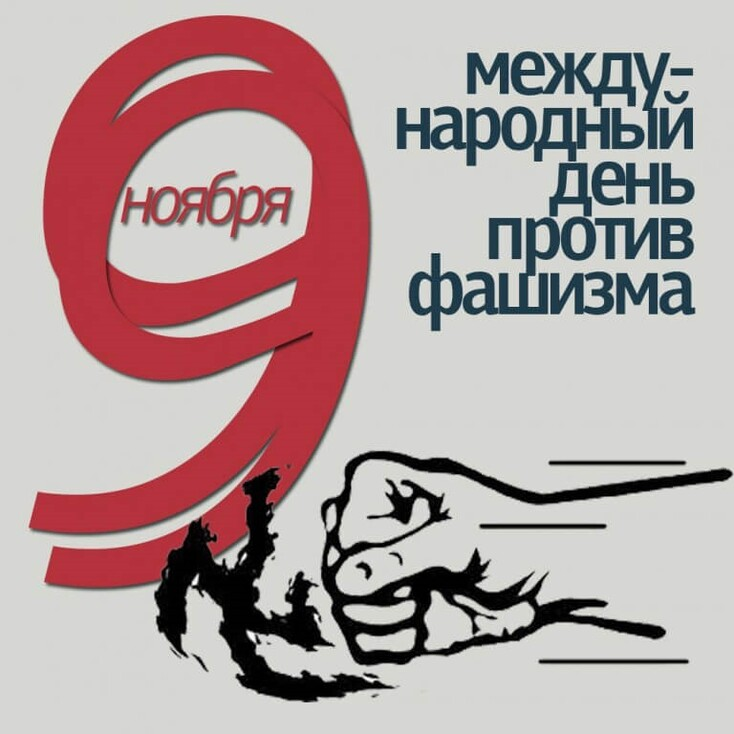 9
ноября
между-
народный
день
против
фашизма